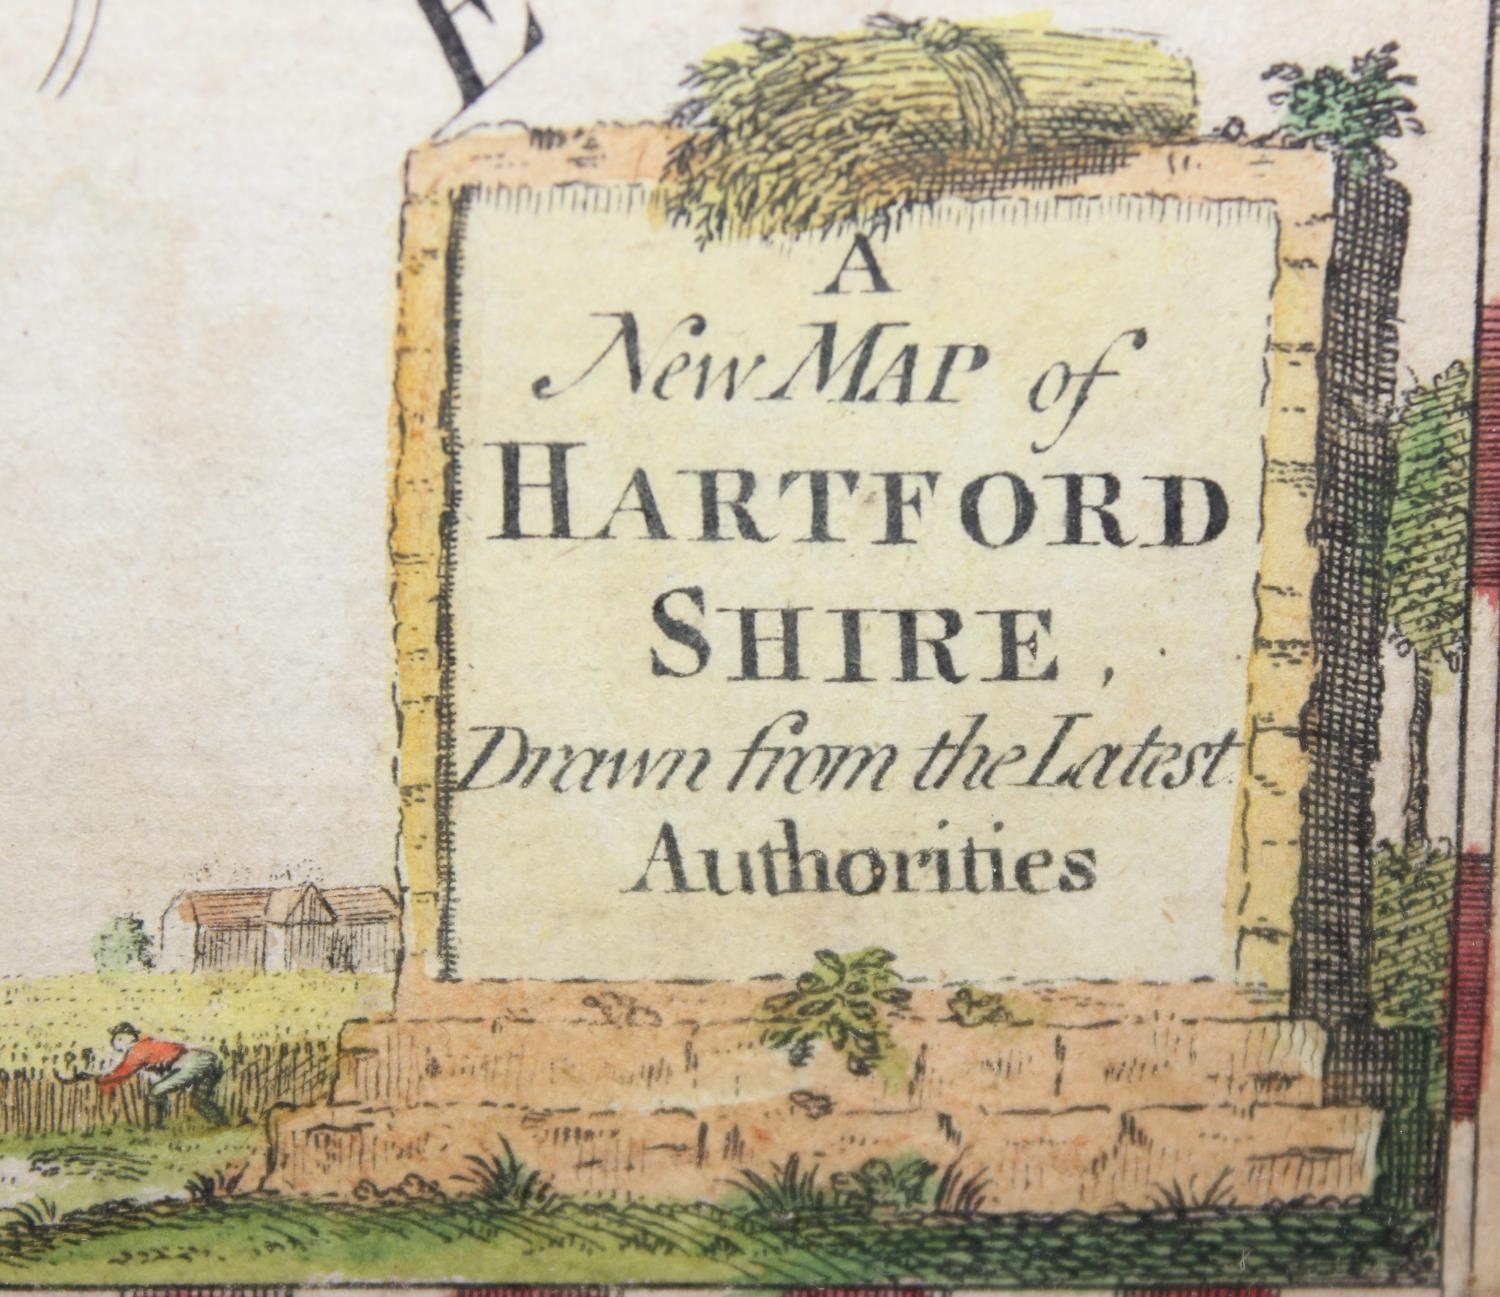 E
A
New MAP of
HARTFORD
SHIRE,
Drawn from the Latest
Authorities